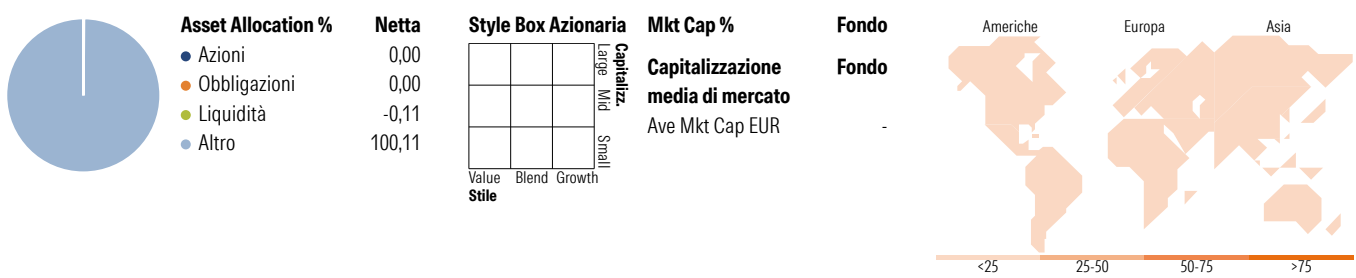 Asset Allocation % Netta
Azioni 0,00
Obbligazioni 0,00
Liquidità -0,11
Altro 100,11
Style Box Azionaria
Capitalizz.
Large Mid Small
Value Blend Growth
Stile
Mkt Cap % Fondo
Capitalizzazione Fondo
media di mercato
Ave Mkt Cap EUR -
Americhe Europa Asia
<25 25-50 50-75 >75